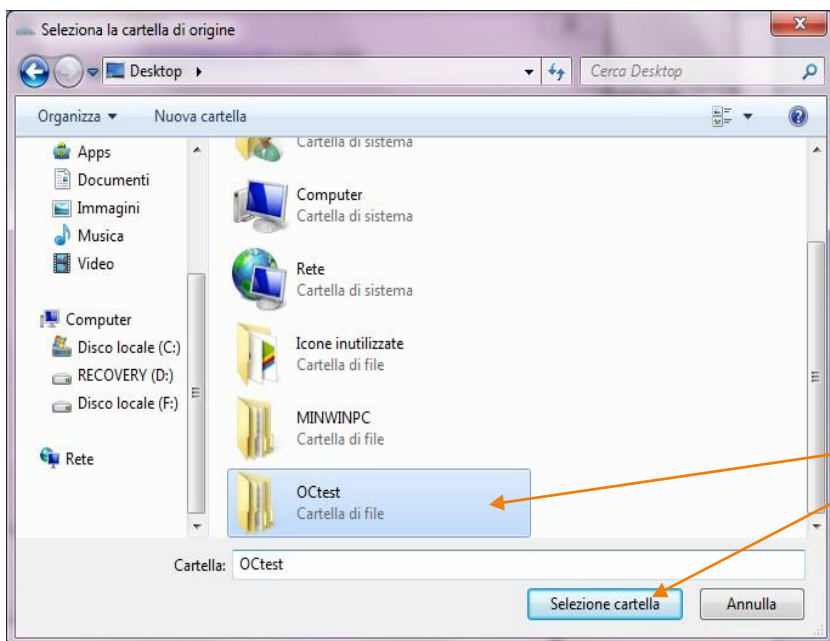 Seleziona la cartella di origine
Desktop
Cerca Desktop
Organizza
Nuova cartella
Apps
Documenti
Immagini
Musica
Video
Computer
Disco locale (C:)
RECOVERY (D:)
Disco locale (F:)
Rete
Cartella di sistema
Computer
Cartella di sistema
Rete
Cartella di sistema
Icone inutilizzate
Cartella di file
MINWINPC
Cartella di file
OCtest
Cartella di file
Cartella: OCtest
Selezione cartella
Annulla